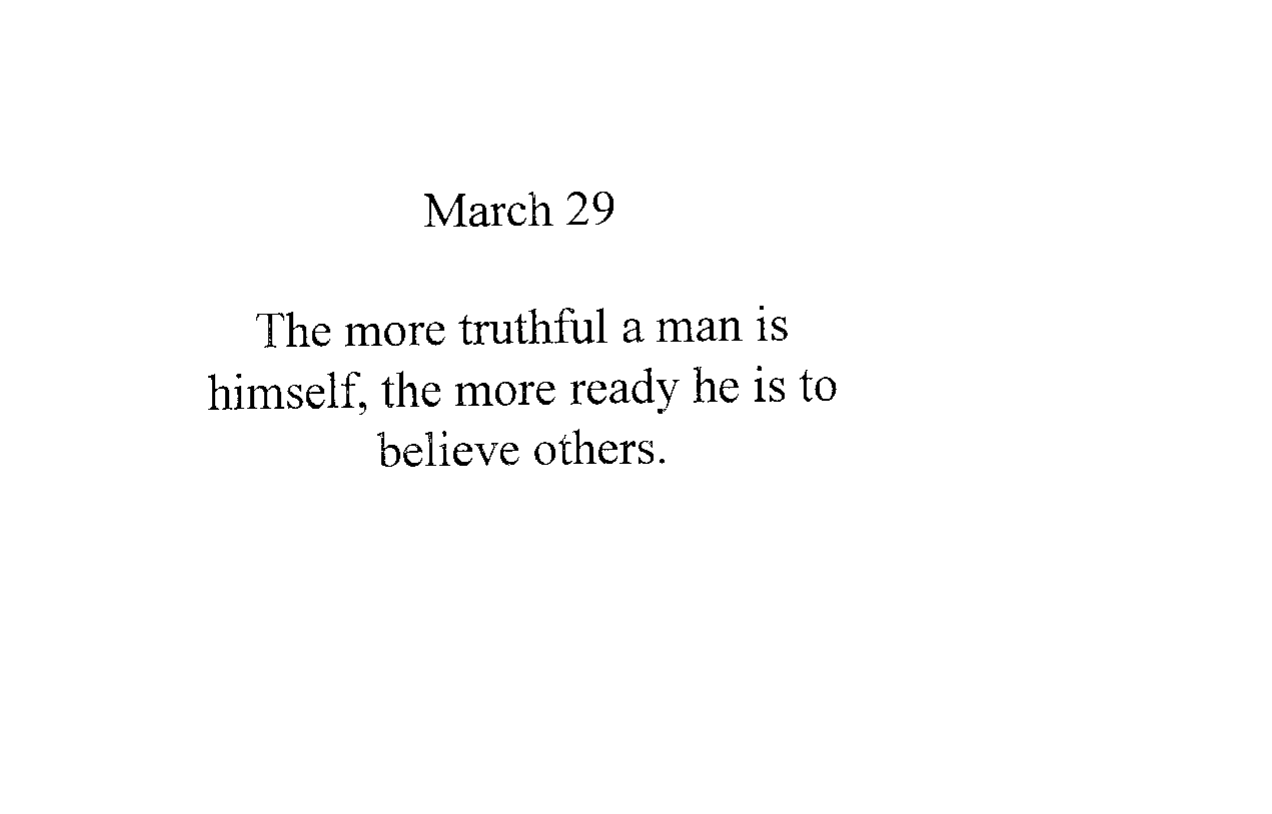 March 29
The more truthful a man is
himself, the more ready he is to
believe others.